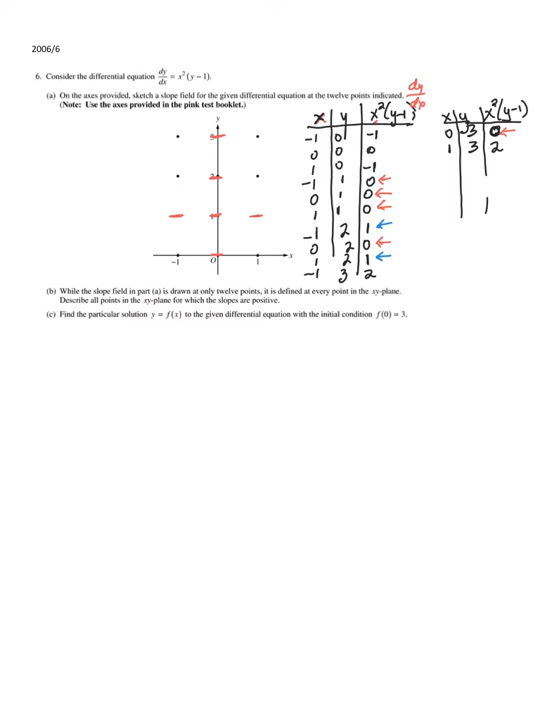 2006/6
6. Consider the differential equation dy/dx = x²(y − 1).
(a) On the axes provided, sketch a slope field for the given differential equation at the twelve points indicated.
(Note: Use the axes provided in the pink test booklet.)
dy/dx
x y x²(y-1)
-1 0 -1
0 0 0
1 0 -1
-1 1 0 ←
0 1 0 ←
1 1 0 ←
-1 2 1 ←
0 2 0 ←
1 2 1 ←
-1 3 2
x y x²(y-1)
0 3 0 ←
1 3 2
1
y
3
2
1
-1 O 1 x
(b) While the slope field in part (a) is drawn at only twelve points, it is defined at every point in the xy-plane.
Describe all points in the xy-plane for which the slopes are positive.
(c) Find the particular solution y = f(x) to the given differential equation with the initial condition f(0) = 3.